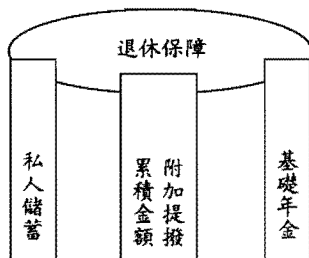 退休保障
私人儲蓄
附加提撥
累積金額
基礎年金